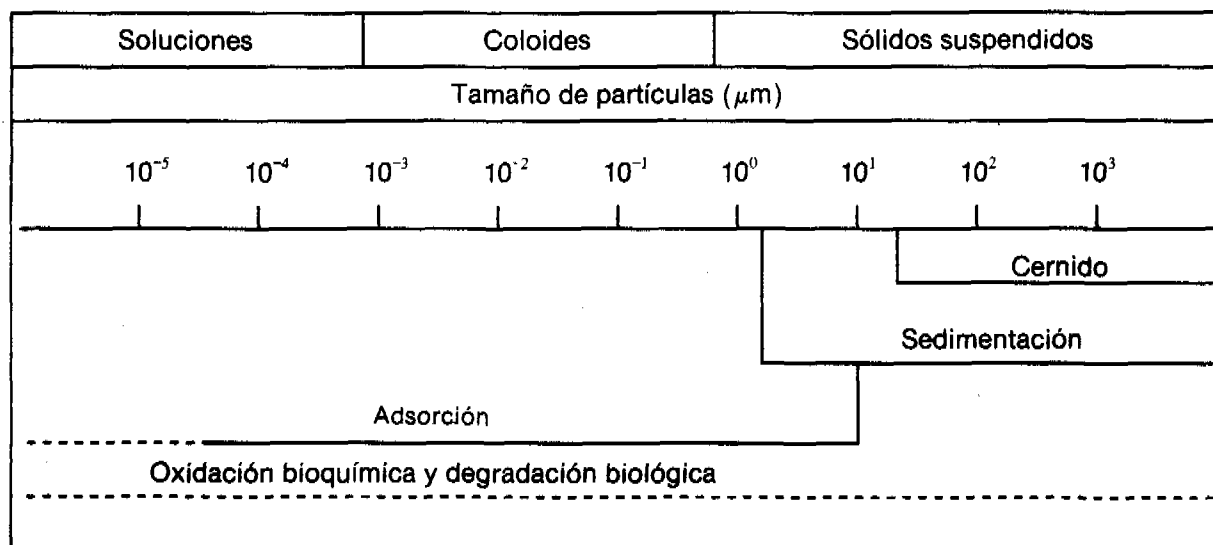 Soluciones Coloides Sólidos suspendidos
Tamaño de partículas (μm)
10⁻⁵ 10⁻⁴ 10⁻³ 10⁻² 10⁻¹ 10⁰ 10¹ 10² 10³
Cernido
Sedimentación
Adsorción
Oxidación bioquímica y degradación biológica